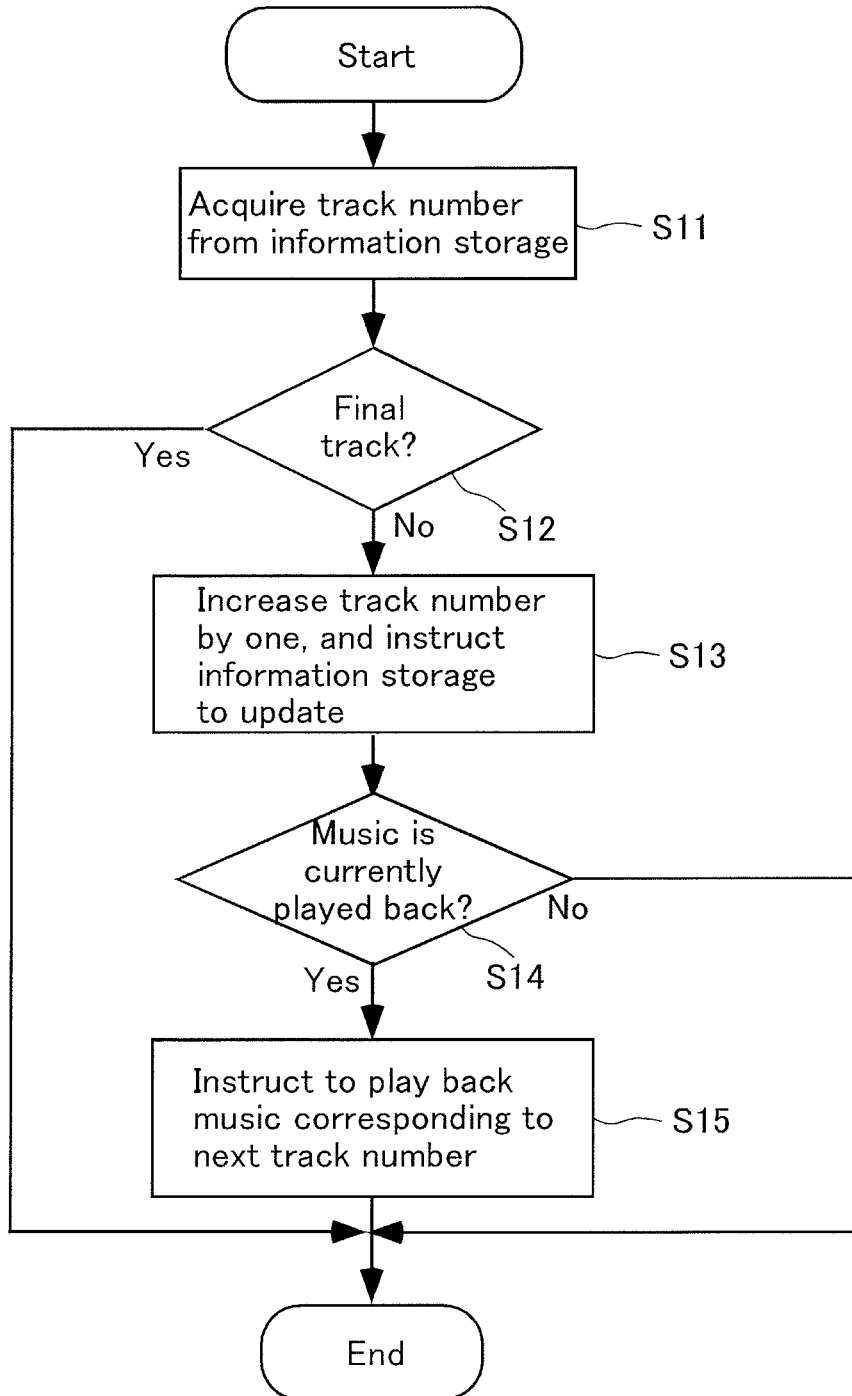 Start
Acquire track number
from information storage
S11
Final
track?
Yes
S12
No
Increase track number
by one, and instruct
information storage
to update
S13
Music is
currently
played back?
No
S14
Yes
Instruct to play back
music corresponding to
next track number
S15
End